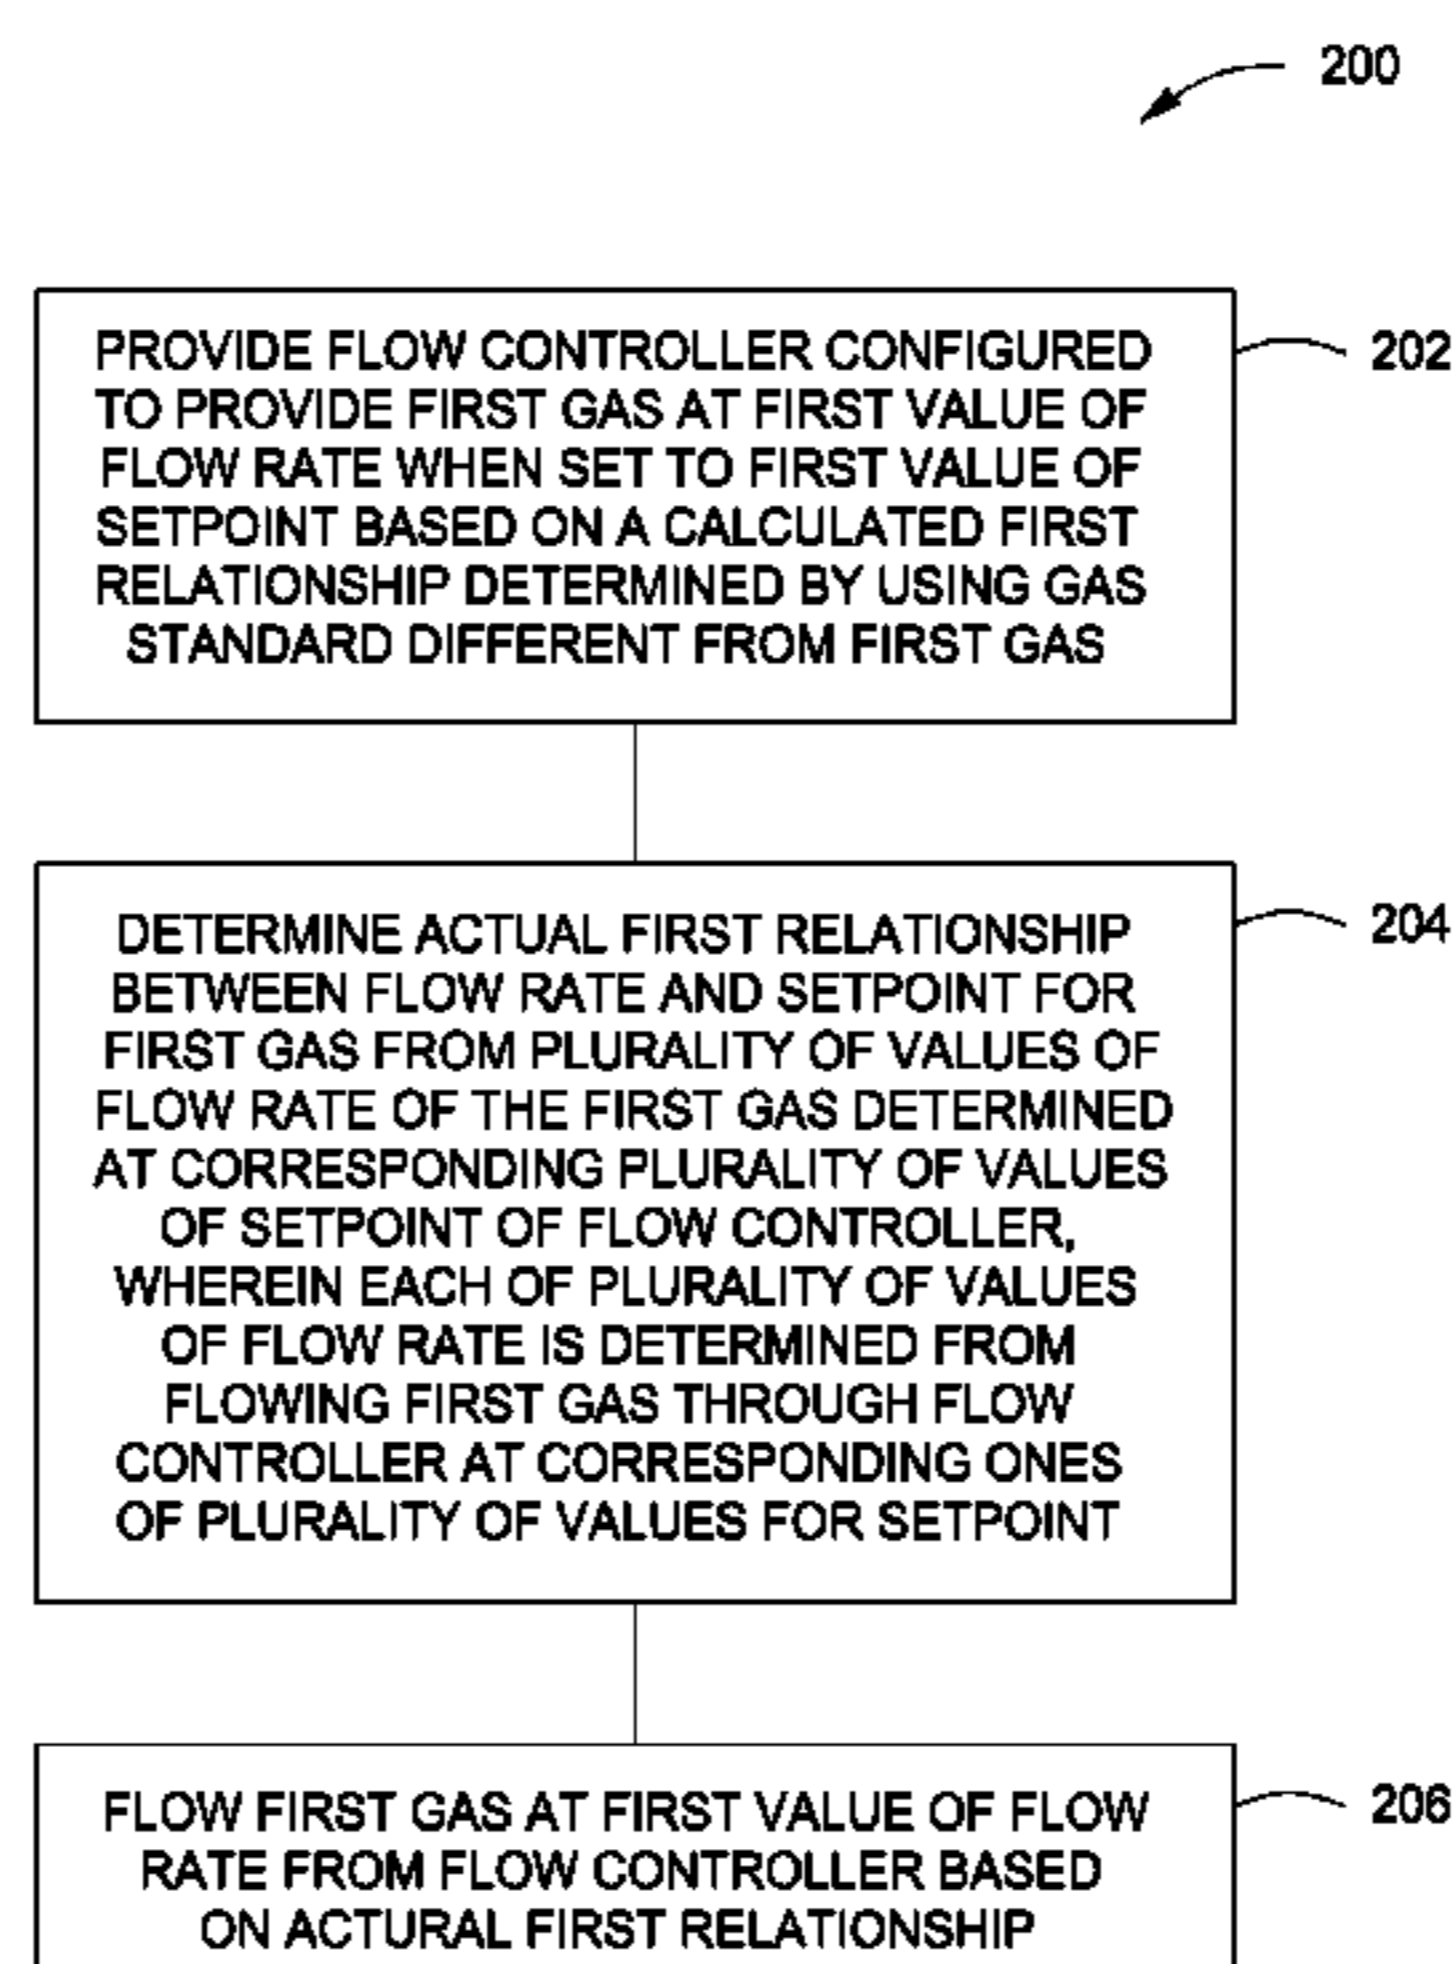 200
PROVIDE FLOW CONTROLLER CONFIGURED
TO PROVIDE FIRST GAS AT FIRST VALUE OF
FLOW RATE WHEN SET TO FIRST VALUE OF
SETPOINT BASED ON A CALCULATED FIRST
RELATIONSHIP DETERMINED BY USING GAS
STANDARD DIFFERENT FROM FIRST GAS
202
DETERMINE ACTUAL FIRST RELATIONSHIP
BETWEEN FLOW RATE AND SETPOINT FOR
FIRST GAS FROM PLURALITY OF VALUES OF
FLOW RATE OF THE FIRST GAS DETERMINED
AT CORRESPONDING PLURALITY OF VALUES
OF SETPOINT OF FLOW CONTROLLER,
WHEREIN EACH OF PLURALITY OF VALUES
OF FLOW RATE IS DETERMINED FROM
FLOWING FIRST GAS THROUGH FLOW
CONTROLLER AT CORRESPONDING ONES
OF PLURALITY OF VALUES FOR SETPOINT
204
FLOW FIRST GAS AT FIRST VALUE OF FLOW
RATE FROM FLOW CONTROLLER BASED
ON ACTURAL FIRST RELATIONSHIP
206